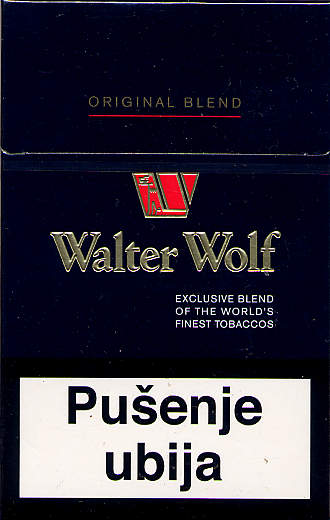 ORIGINAL BLEND
Walter Wolf
EXCLUSIVE BLEND
OF THE WORLD'S
FINEST TOBACCOS
Pušenje
ubija